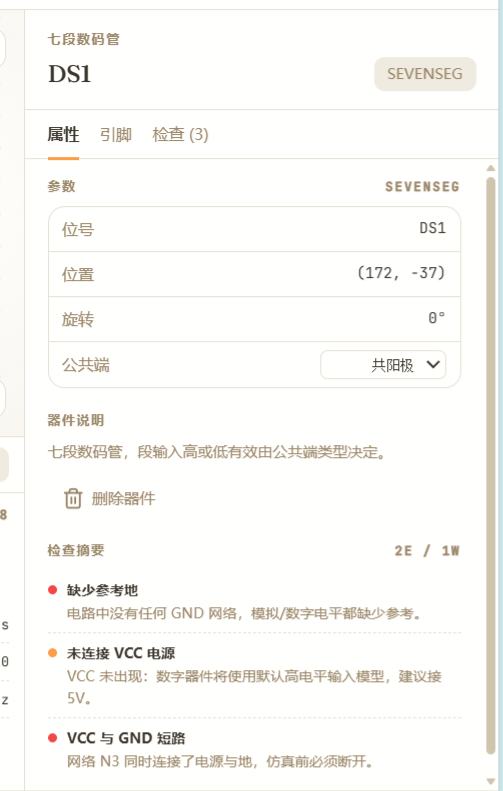 七段数码管
DS1
SEVENSEG
属性 引脚 检查 (3)
参数 SEVENSEG
位号 DS1
位置 (172, -37)
旋转 0°
公共端 共阳极
器件说明
七段数码管，段输入高或低有效由公共端类型决定。
删除器件
8
检查摘要 2E / 1W
缺少参考地
电路中没有任何 GND 网络，模拟/数字电平都缺少参考。
s
未连接 VCC 电源
0
VCC 未出现：数字器件将使用默认高电平输入模型，建议接
5V。
z
VCC 与 GND 短路
网络 N3 同时连接了电源与地，仿真前必须断开。